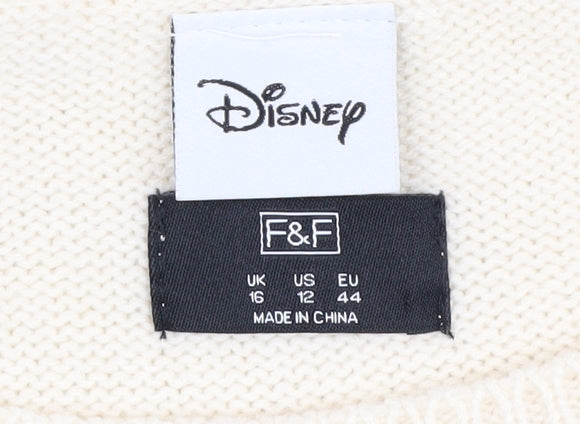 Disney
F&F
UK US EU
16 12 44
MADE IN CHINA